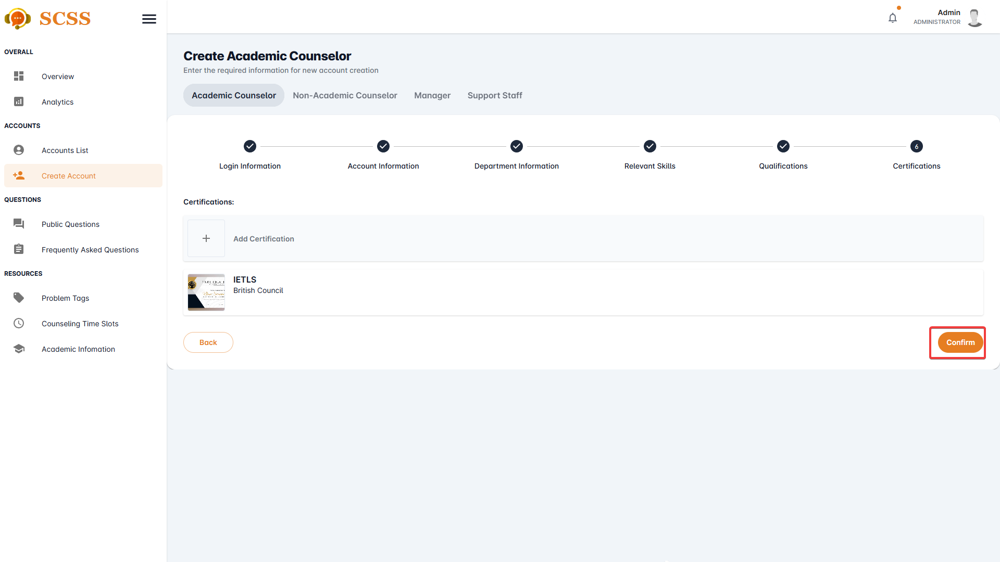 SCSS
Admin
ADMINISTRATOR
OVERALL
Overview
Analytics
ACCOUNTS
Accounts List
Create Account
QUESTIONS
Public Questions
Frequently Asked Questions
RESOURCES
Problem Tags
Counseling Time Slots
Academic Infomation
Create Academic Counselor
Enter the required information for new account creation
Academic Counselor Non-Academic Counselor Manager Support Staff
6
Login Information Account Information Department Information Relevant Skills Qualifications Certifications
Certifications:
+ Add Certification
IETLS
British Council
Back Confirm